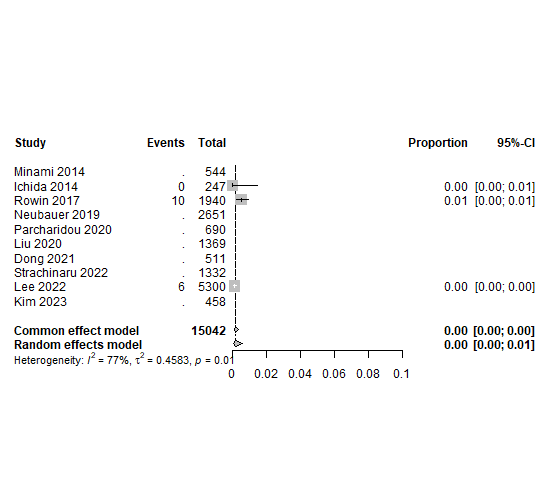 Study Events Total Proportion 95%-CI
Minami 2014 . 544
Ichida 2014 0 247 0.00 [0.00; 0.01]
Rowin 2017 10 1940 0.01 [0.00; 0.01]
Neubauer 2019 . 2651
Parcharidou 2020 . 690
Liu 2020 . 1369
Dong 2021 . 511
Strachinaru 2022 . 1332
Lee 2022 6 5300 0.00 [0.00; 0.00]
Kim 2023 . 458
Common effect model 15042 0.00 [0.00; 0.00]
Random effects model 0.00 [0.00; 0.01]
Heterogeneity: I² = 77%, τ² = 0.4583, p = 0.01
0 0.02 0.04 0.06 0.08 0.1